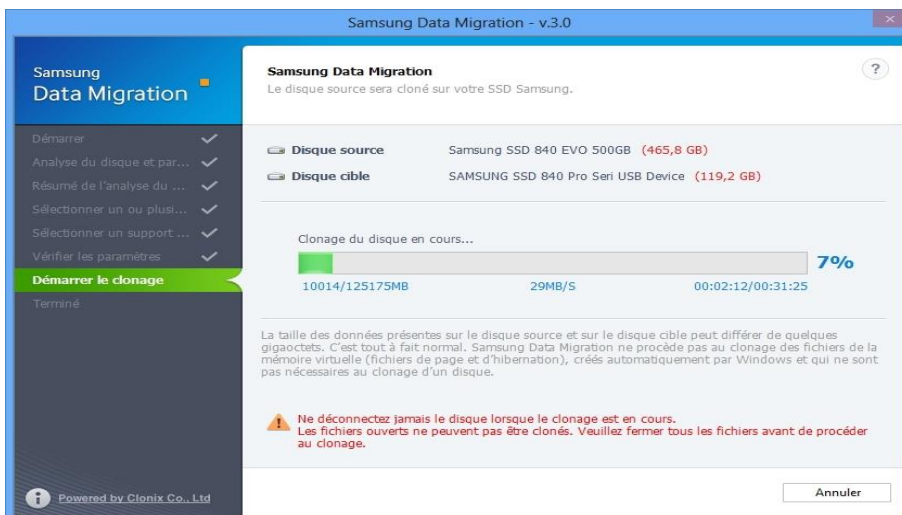 Samsung Data Migration - v.3.0
Samsung
Data Migration
Démarrer
Analyse du disque et par...
Résumé de l'analyse du ...
Sélectionner un ou plusi...
Sélectionner un support ...
Vérifier les paramètres
Démarrer le clonage
Terminé
Powered by Clonix Co., Ltd
Samsung Data Migration
?
Le disque source sera cloné sur votre SSD Samsung.
Disque source Samsung SSD 840 EVO 500GB (465,8 GB)
Disque cible SAMSUNG SSD 840 Pro Seri USB Device (119,2 GB)
Clonage du disque en cours...
7%
10014/125175MB 29MB/S 00:02:12/00:31:25
La taille des données présentes sur le disque source et sur le disque cible peut différer de quelques
gigaoctets. C'est tout à fait normal. Samsung Data Migration ne procède pas au clonage des fichiers de la
mémoire virtuelle (fichiers de page et d'hibernation), créés automatiquement par Windows et qui ne sont
pas nécessaires au clonage d'un disque.
Ne déconnectez jamais le disque lorsque le clonage est en cours.
Les fichiers ouverts ne peuvent pas être clonés. Veuillez fermer tous les fichiers avant de procéder
au clonage.
Annuler